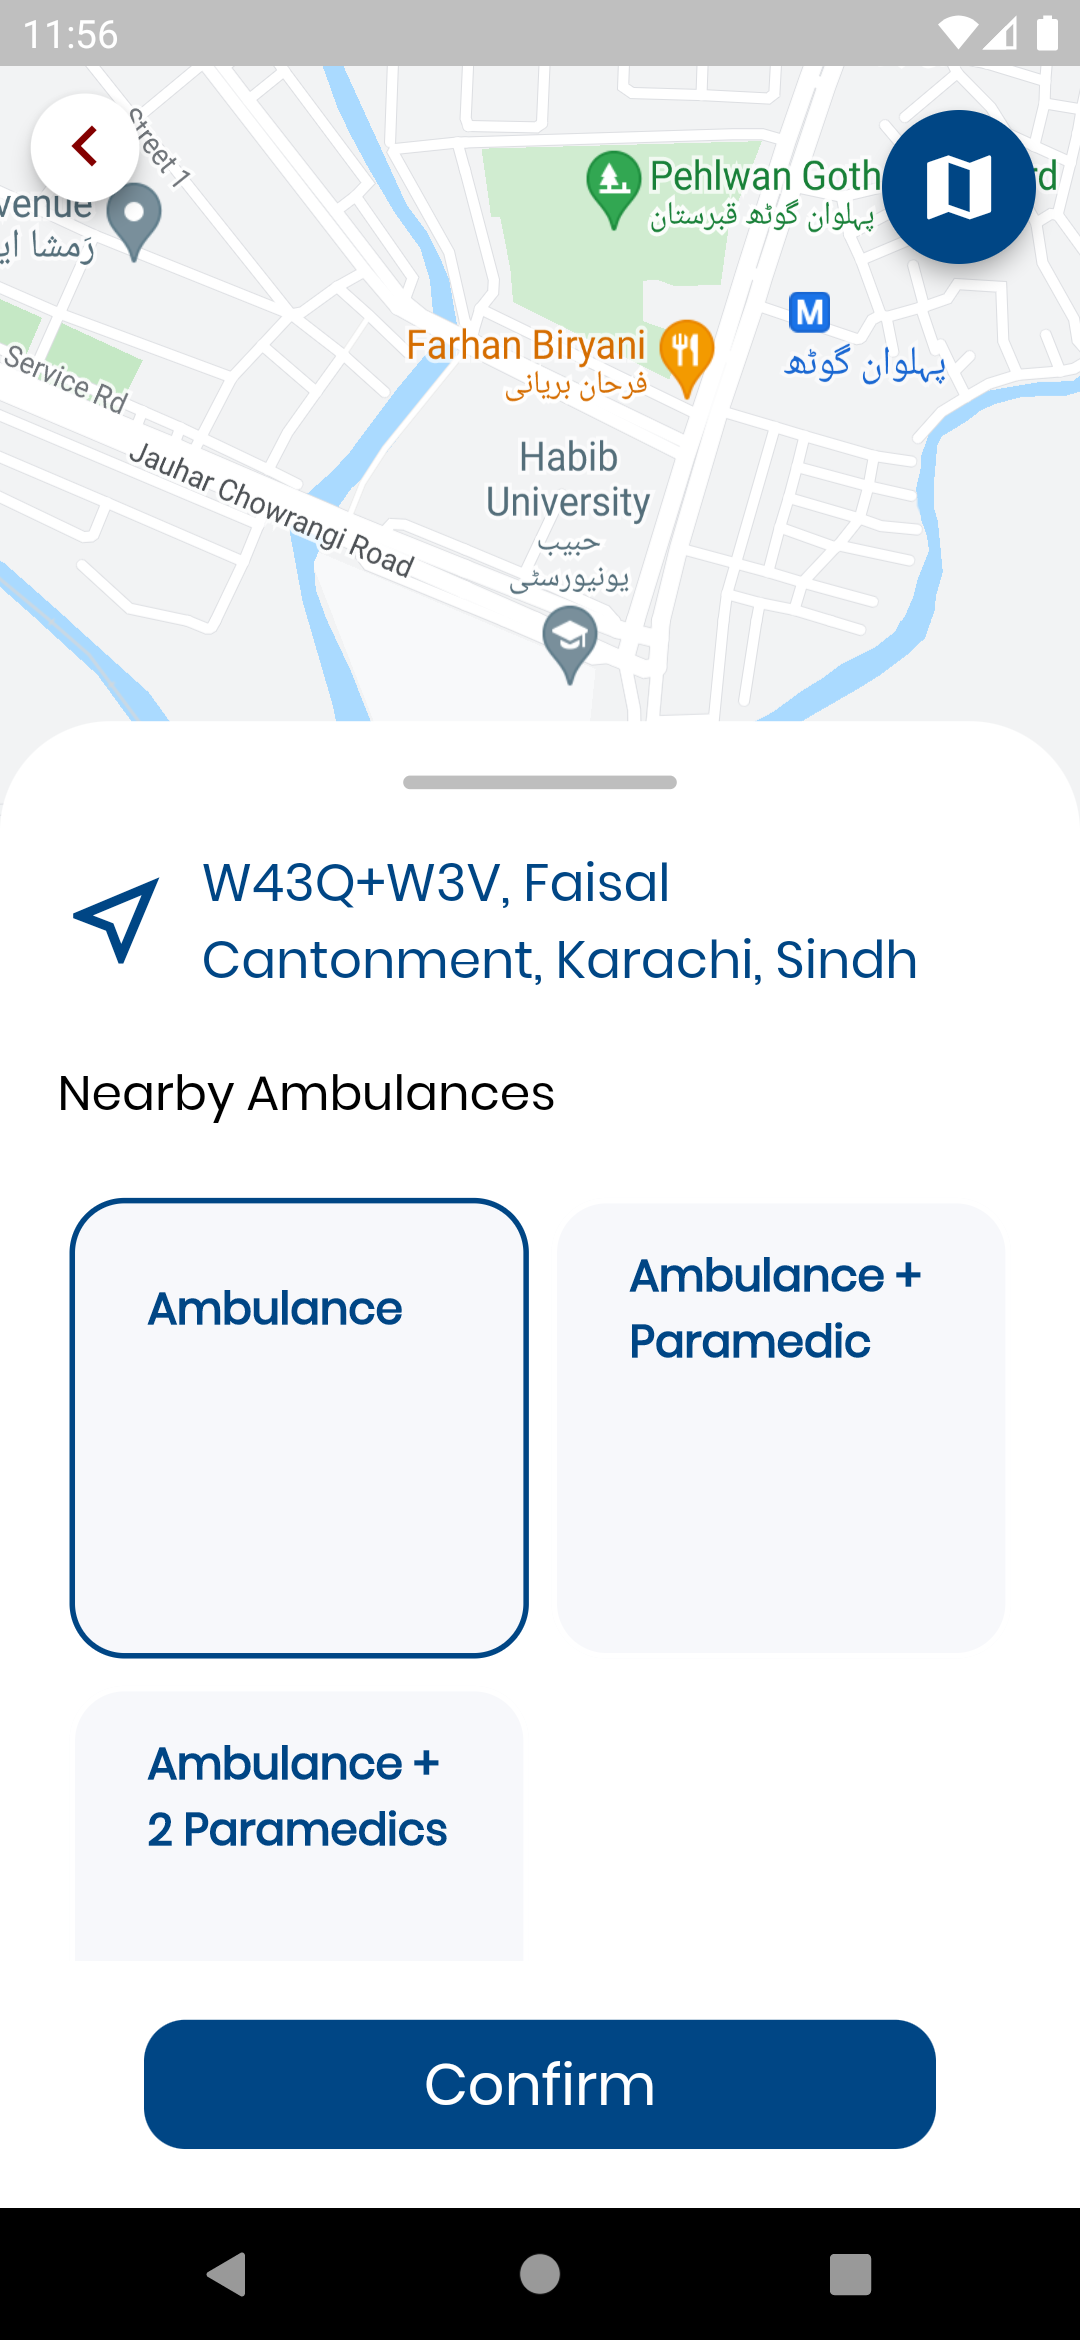 11:56
Street 1
venue
رَمشا اي
Pehlwan Goth
rd
پہلوان گوٹھ قبرستان
M
پہلوان گوٹھ
Farhan Biryani
فرحان بریانی
Service Rd
Jauhar Chowrangi Road
Habib
University
حبیب
یونیورسٹی
W43Q+W3V, Faisal
Cantonment, Karachi, Sindh
Nearby Ambulances
Ambulance
Ambulance +
Paramedic
Ambulance +
2 Paramedics
Confirm